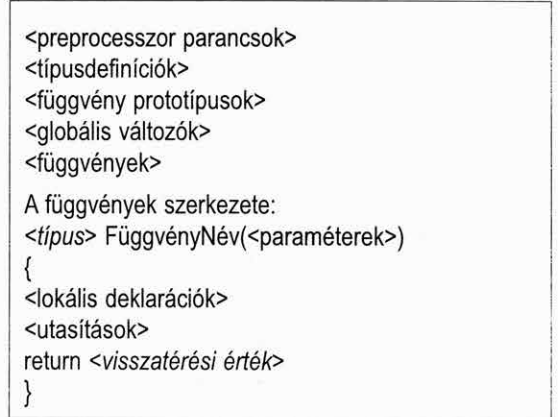 <preprocesszor parancsok>
<típusdefiníciók>
<függvény prototípusok>
<globális változók>
<függvények>
A függvények szerkezete:
<típus> FüggvényNév(<paraméterek>)
{
<lokális deklarációk>
<utasítások>
return <visszatérési érték>
}